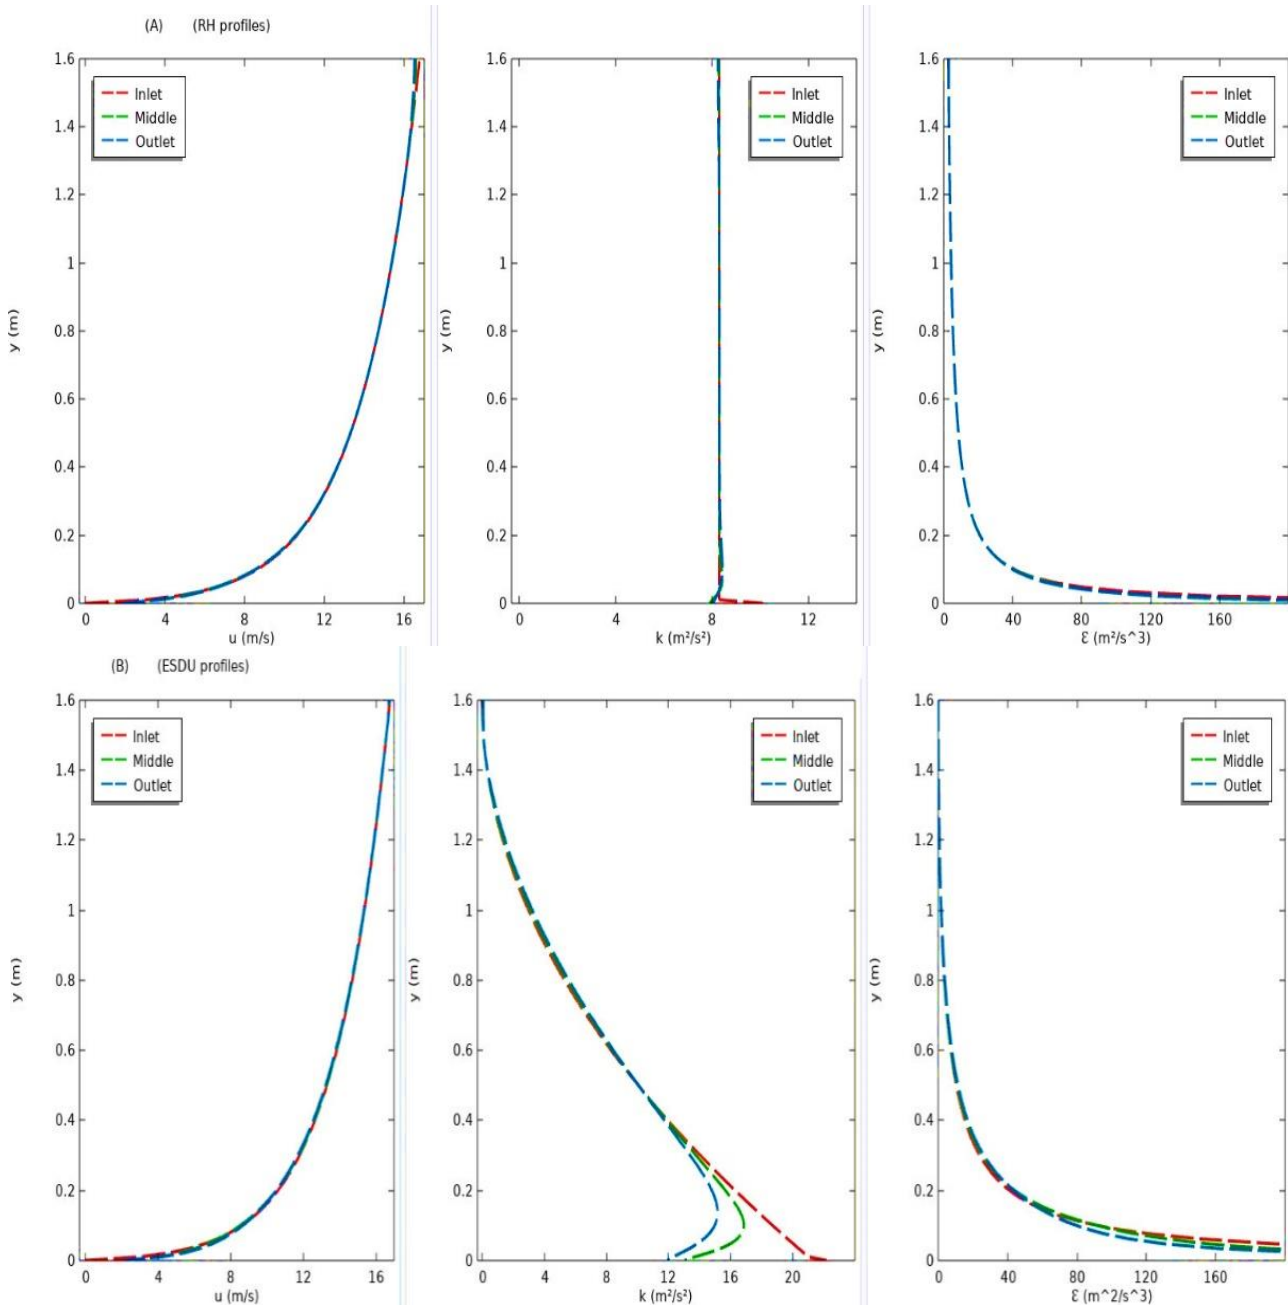 (A) (RH profiles)
1.6
1.4
1.2
1
0.8
0.6
0.4
0.2
0
y (m)
Inlet
Middle
Outlet
0 4 8 12 16
u (m/s)
1.6
1.4
1.2
1
0.8
0.6
0.4
0.2
0
y (m)
Inlet
Middle
Outlet
0 4 8 12
k (m²/s²)
1.6
1.4
1.2
1
0.8
0.6
0.4
0.2
0
y (m)
Inlet
Middle
Outlet
0 40 80 120 160
Ɛ (m²/s^3)
(B) (ESDU profiles)
1.6
1.4
1.2
1
0.8
0.6
0.4
0.2
0
y (m)
Inlet
Middle
Outlet
0 4 8 12 16
u (m/s)
1.6
1.4
1.2
1
0.8
0.6
0.4
0.2
0
y (m)
Inlet
Middle
Outlet
0 4 8 12 16 20
k (m²/s²)
1.6
1.4
1.2
1
0.8
0.6
0.4
0.2
0
y (m)
Inlet
Middle
Outlet
0 40 80 120 160
Ɛ (m^2/s^3)